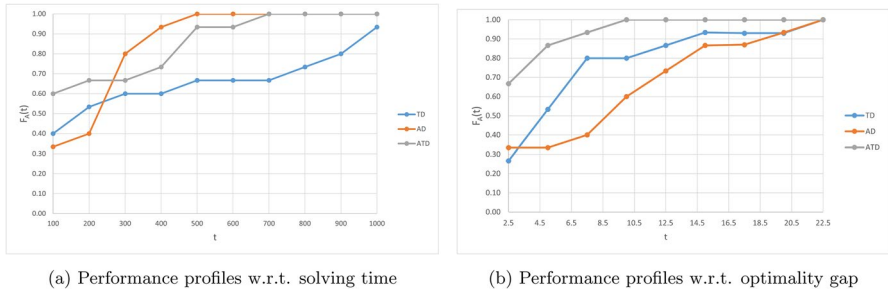 1.00
0.90
0.80
0.70
0.60
0.50
0.40
0.30
0.20
0.10
0.00
F_A(t)
100 200 300 400 500 600 700 800 900 1000
t
TD
AD
ATD
(a) Performance profiles w.r.t. solving time
1.00
0.90
0.80
0.70
0.60
0.50
0.40
0.30
0.20
0.10
0.00
F_A(t)
2.5 4.5 6.5 8.5 10.5 12.5 14.5 16.5 18.5 20.5 22.5
t
TD
AD
ATD
(b) Performance profiles w.r.t. optimality gap